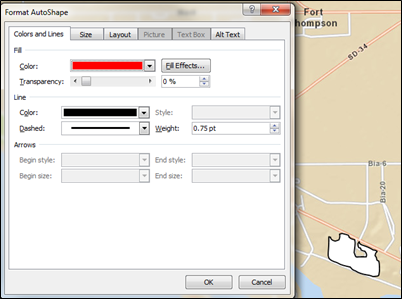 Format AutoShape
Colors and Lines Size Layout Picture Text Box Alt Text
Fill
Color: Fill Effects...
Transparency: 0 %
Line
Color: Style:
Dashed: Weight: 0.75 pt
Arrows
Begin style: End style:
Begin size: End size:
OK Cancel
Fort
Thompson
SD-34
Bia-6
Bia-20